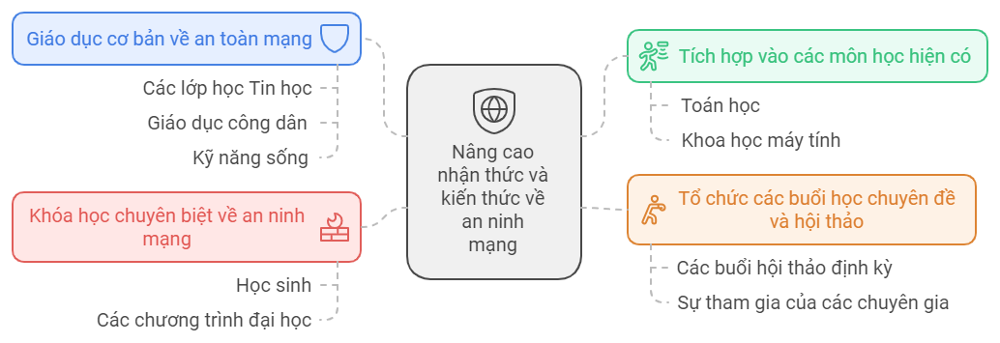 Giáo dục cơ bản về an toàn mạng
Các lớp học Tin học
Giáo dục công dân
Kỹ năng sống
Khóa học chuyên biệt về an ninh
mạng
Học sinh
Các chương trình đại học
Nâng cao
nhận thức và
kiến thức về
an ninh
mạng
Tích hợp vào các môn học hiện có
Toán học
Khoa học máy tính
Tổ chức các buổi học chuyên đề
và hội thảo
Các buổi hội thảo định kỳ
Sự tham gia của các chuyên gia